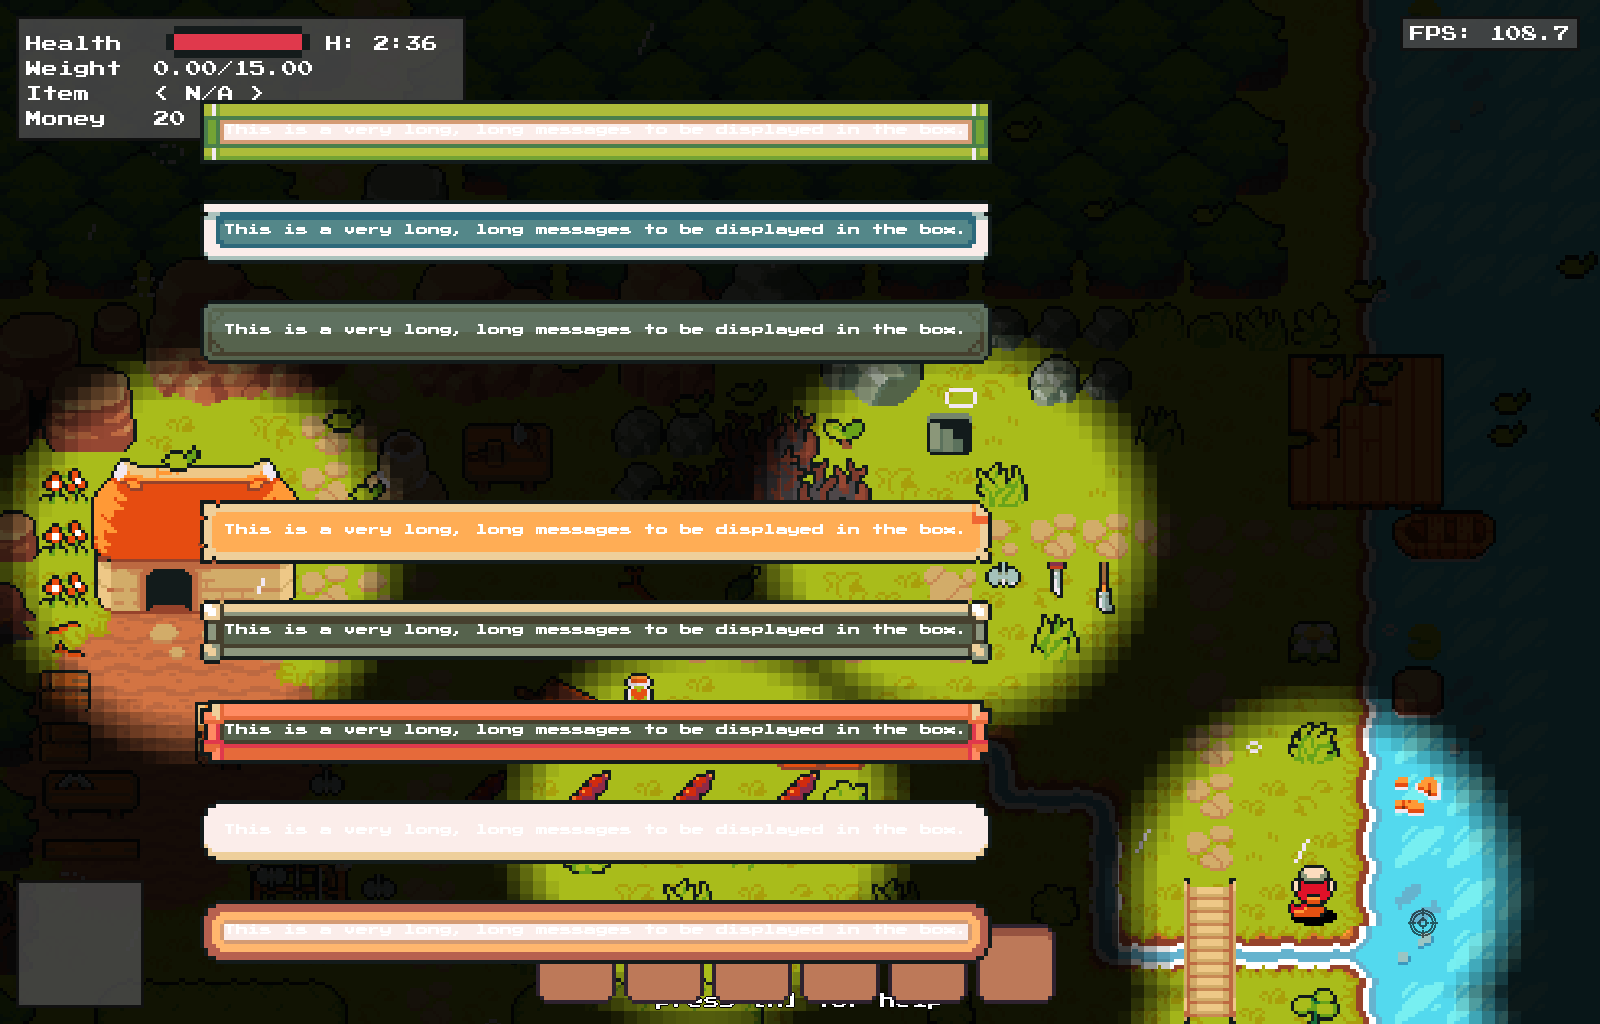 Health H: 2:36
FPS: 108.7
Weight 0.00/15.00
Item < N/A >
Money 20
This is a very long, long messages to be displayed in the box.
This is a very long, long messages to be displayed in the box.
This is a very long, long messages to be displayed in the box.
This is a very long, long messages to be displayed in the box.
This is a very long, long messages to be displayed in the box.
This is a very long, long messages to be displayed in the box.
This is a very long, long messages to be displayed in the box.
This is a very long, long messages to be displayed in the box.
press for help